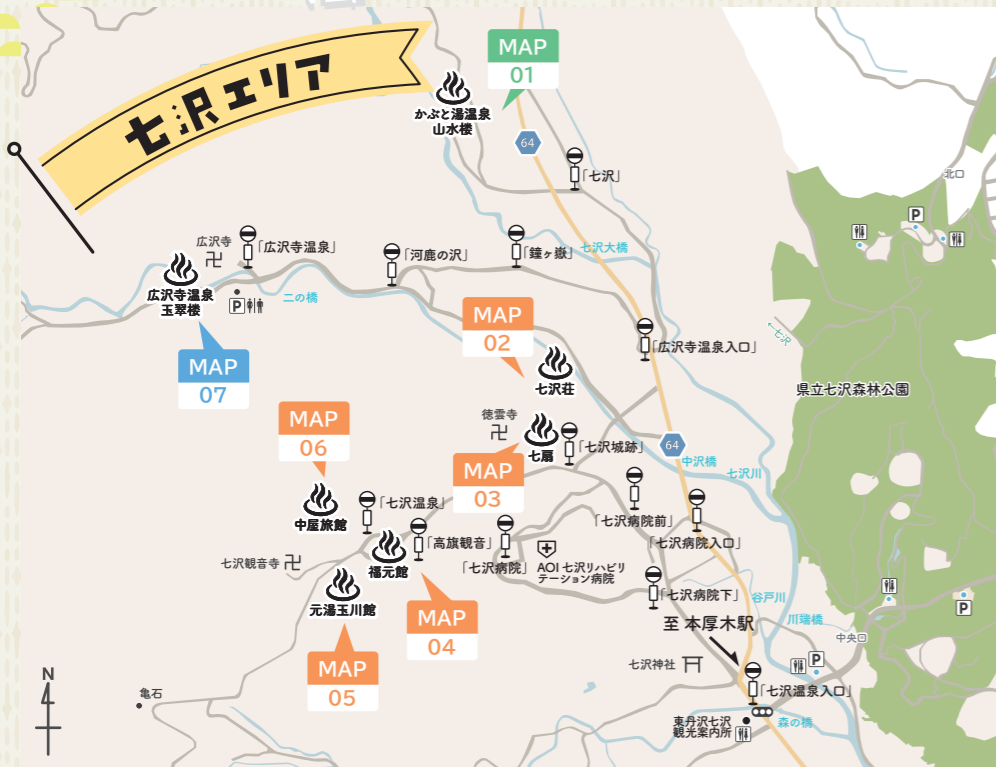 七沢エリア
MAP
01
かぶと湯温泉
山水楼
64
「七沢」
北口
P
広沢寺
「広沢寺温泉」
「河鹿の沢」
「鐘ヶ嶽」
七沢大橋
広沢寺温泉
玉翠楼
P
二の橋
MAP
02
「広沢寺温泉入口」
←七沢
MAP
07
七沢荘
県立七沢森林公園
MAP
06
徳雲寺
七扇
「七沢城跡」
64
中沢橋
七沢川
MAP
03
中屋旅館
「七沢温泉」
「七沢病院前」
「七沢病院入口」
「高旗観音」
「七沢病院」
AOI 七沢リハビリ
テーション病院
七沢観音寺
福元館
元湯玉川館
「七沢病院下」
谷戸川
川瑞橋
P
MAP
04
至 本厚木駅
中央口
MAP
05
七沢神社
P
「七沢温泉入口」
N
亀石
東丹沢七沢
観光案内所
森の橋